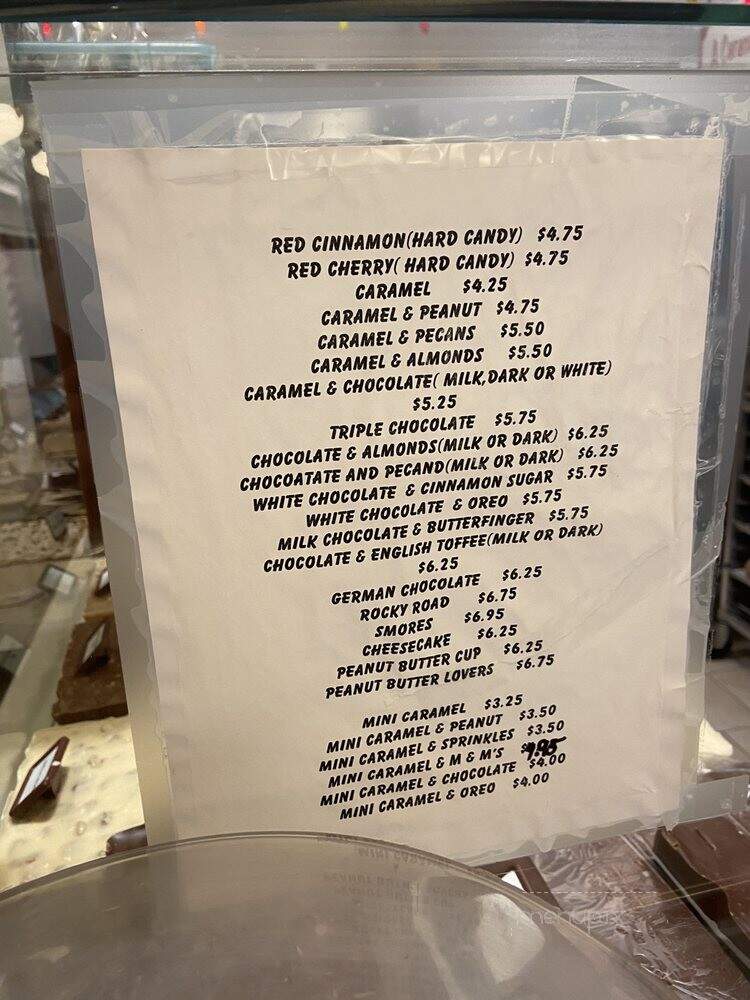 RED CINNAMON(HARD CANDY) $4.75
RED CHERRY( HARD CANDY) $4.75
CARAMEL $4.25
CARAMEL & PEANUT $4.75
CARAMEL & PECANS $5.50
CARAMEL & ALMONDS $5.50
CARAMEL & CHOCOLATE( MILK,DARK OR WHITE)
$5.25
TRIPLE CHOCOLATE $5.75
CHOCOLATE & ALMONDS(MILK OR DARK) $6.25
CHOCOATATE AND PECAND(MILK OR DARK) $6.25
WHITE CHOCOLATE & CINNAMON SUGAR $5.75
WHITE CHOCOLATE & OREO $5.75
MILK CHOCOLATE & BUTTERFINGER $5.75
CHOCOLATE & ENGLISH TOFFEE(MILK OR DARK)
$6.25
GERMAN CHOCOLATE $6.25
ROCKY ROAD $6.75
SMORES $6.95
CHEESECAKE $6.25
PEANUT BUTTER CUP $6.25
PEANUT BUTTER LOVERS $6.75
MINI CARAMEL $3.25
MINI CARAMEL & PEANUT $3.50
MINI CARAMEL & SPRINKLES $3.50
MINI CARAMEL & M & M'S
MINI CARAMEL & CHOCOLATE $4.00
MINI CARAMEL & OREO $4.00